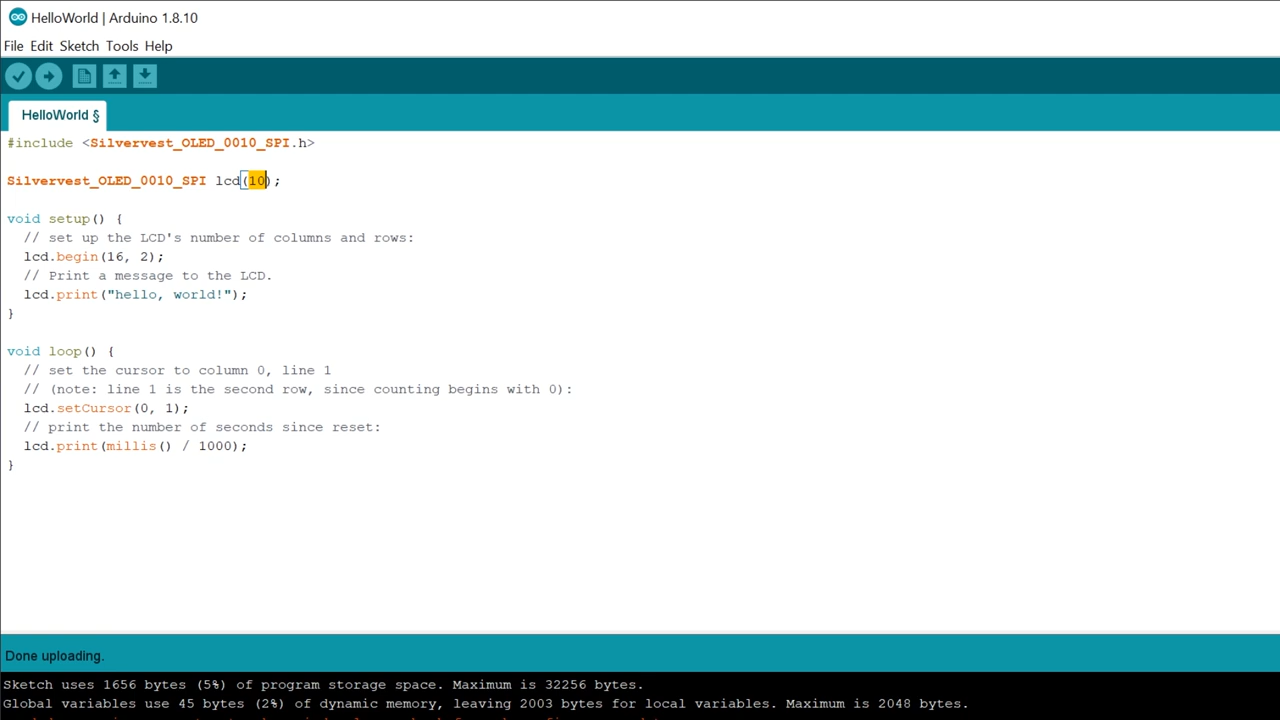 HelloWorld | Arduino 1.8.10
File Edit Sketch Tools Help
HelloWorld §
#include <Silvervest_OLED_0010_SPI.h>
Silvervest_OLED_0010_SPI lcd(10);
void setup() {
// set up the LCD's number of columns and rows:
lcd.begin(16, 2);
// Print a message to the LCD.
lcd.print("hello, world!");
}
void loop() {
// set the cursor to column 0, line 1
// (note: line 1 is the second row, since counting begins with 0):
lcd.setCursor(0, 1);
// print the number of seconds since reset:
lcd.print(millis() / 1000);
}
Done uploading.
Sketch uses 1656 bytes (5%) of program storage space. Maximum is 32256 bytes.
Global variables use 45 bytes (2%) of dynamic memory, leaving 2003 bytes for local variables. Maximum is 2048 bytes.